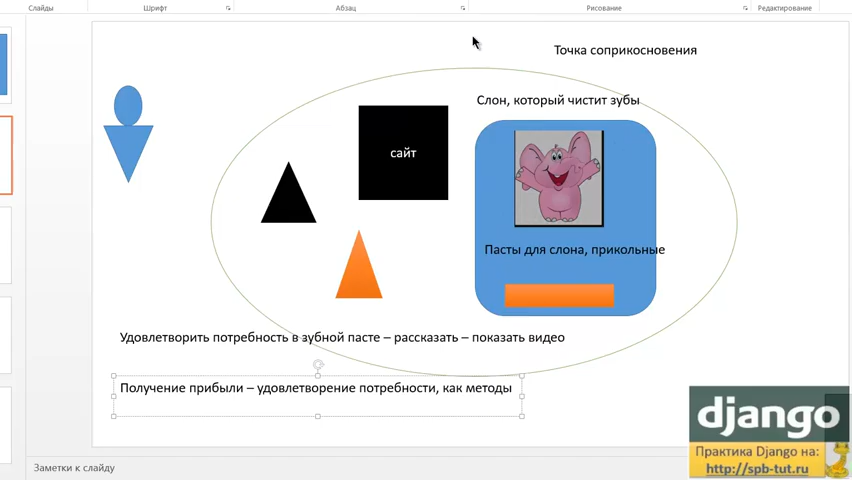 Слайды
Шрифт
Абзац
Рисование
Редактирование
Точка соприкосновения
Слон, который чистит зубы
сайт
Пасты для слона, прикольные
Удовлетворить потребность в зубной пасте – рассказать – показать видео
Получение прибыли – удовлетворение потребности, как методы
django
Практика Django на:
http://spb-tut.ru
Заметки к слайду